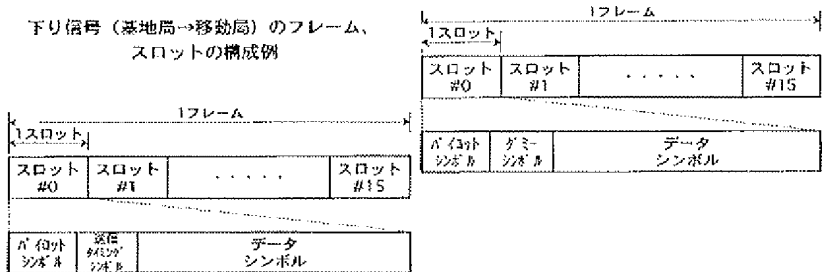 下り信号（基地局→移動局）のフレーム、
スロットの構成例
1フレーム
1スロット
スロット
#0
スロット
#1
・・・・・
スロット
#15
パイロット
シンボル
送信
タイミング
シンボル
データ
シンボル
1フレーム
1スロット
スロット
#0
スロット
#1
・・・・・
スロット
#15
パイロット
シンボル
ダミー
シンボル
データ
シンボル